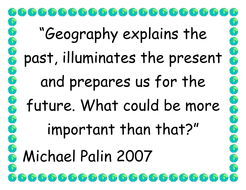 “Geography explains the
past, illuminates the present
and prepares us for the
future. What could be more
important than that?”
Michael Palin 2007